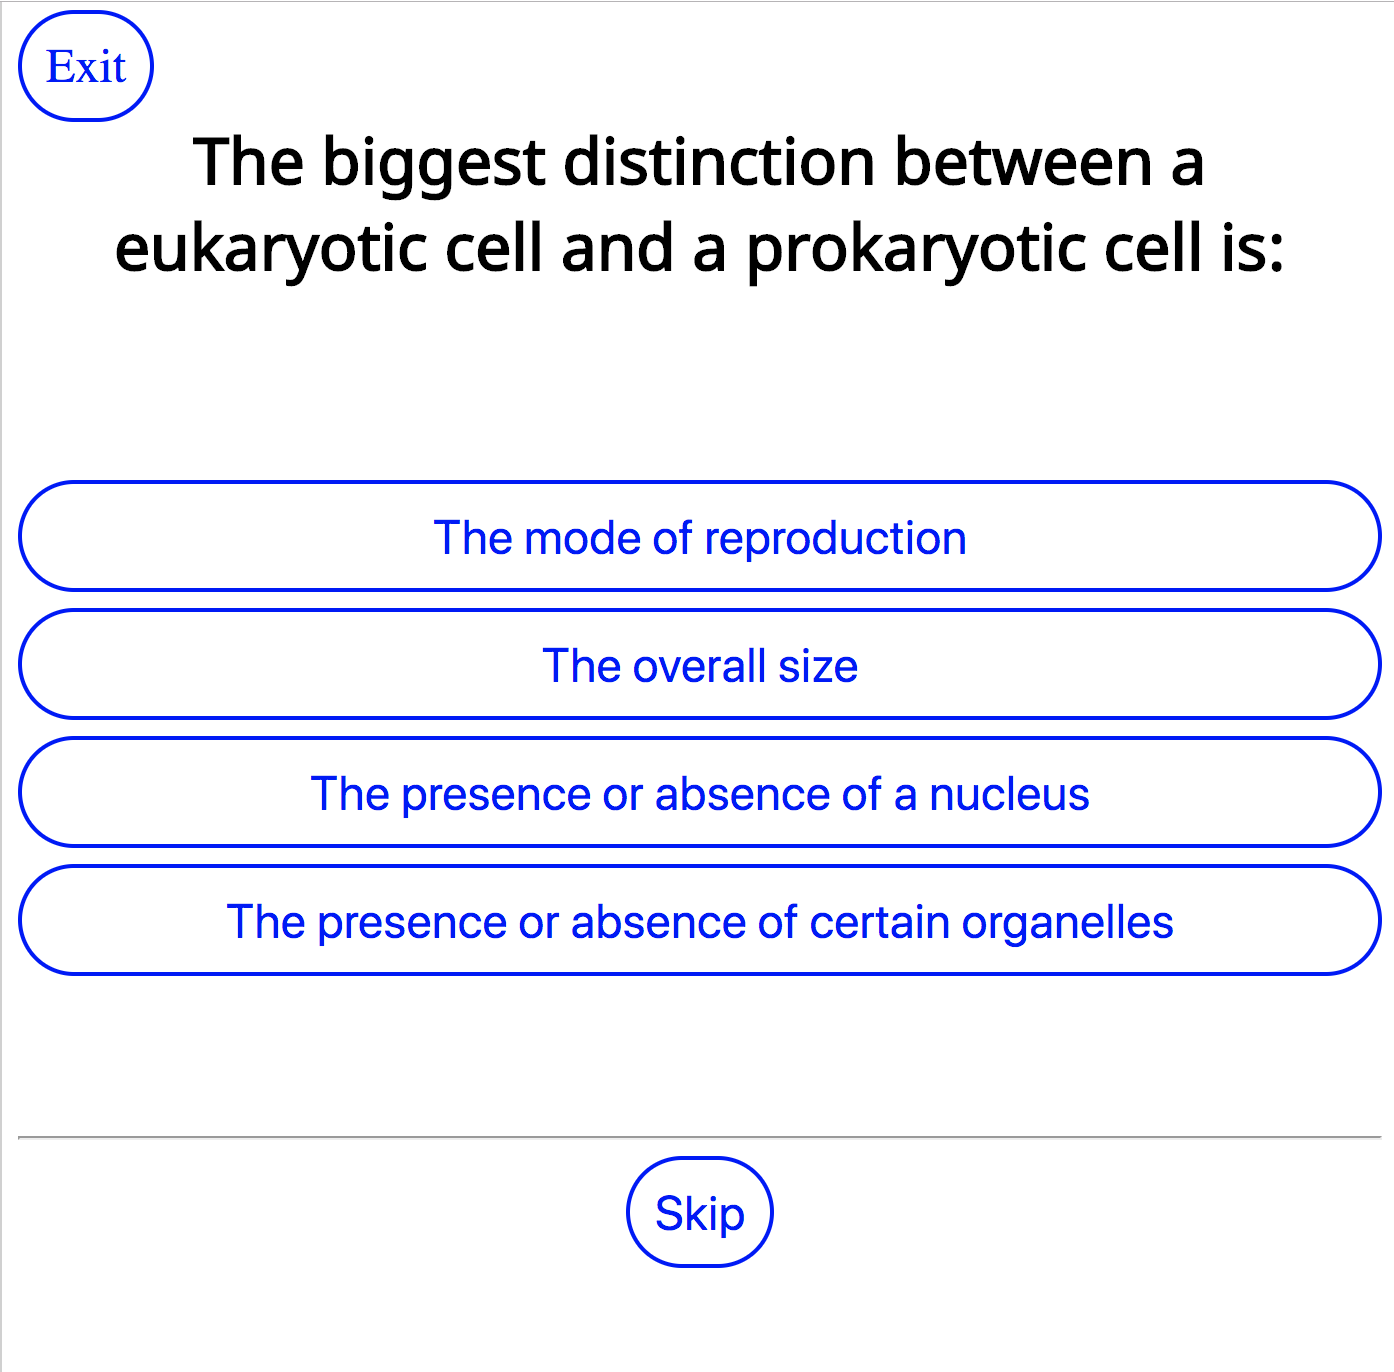 Exit
The biggest distinction between a
eukaryotic cell and a prokaryotic cell is:
The mode of reproduction
The overall size
The presence or absence of a nucleus
The presence or absence of certain organelles
Skip